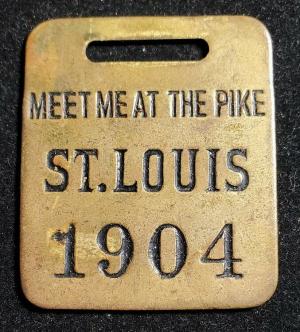 MEET ME AT THE PIKE
ST. LOUIS
1904